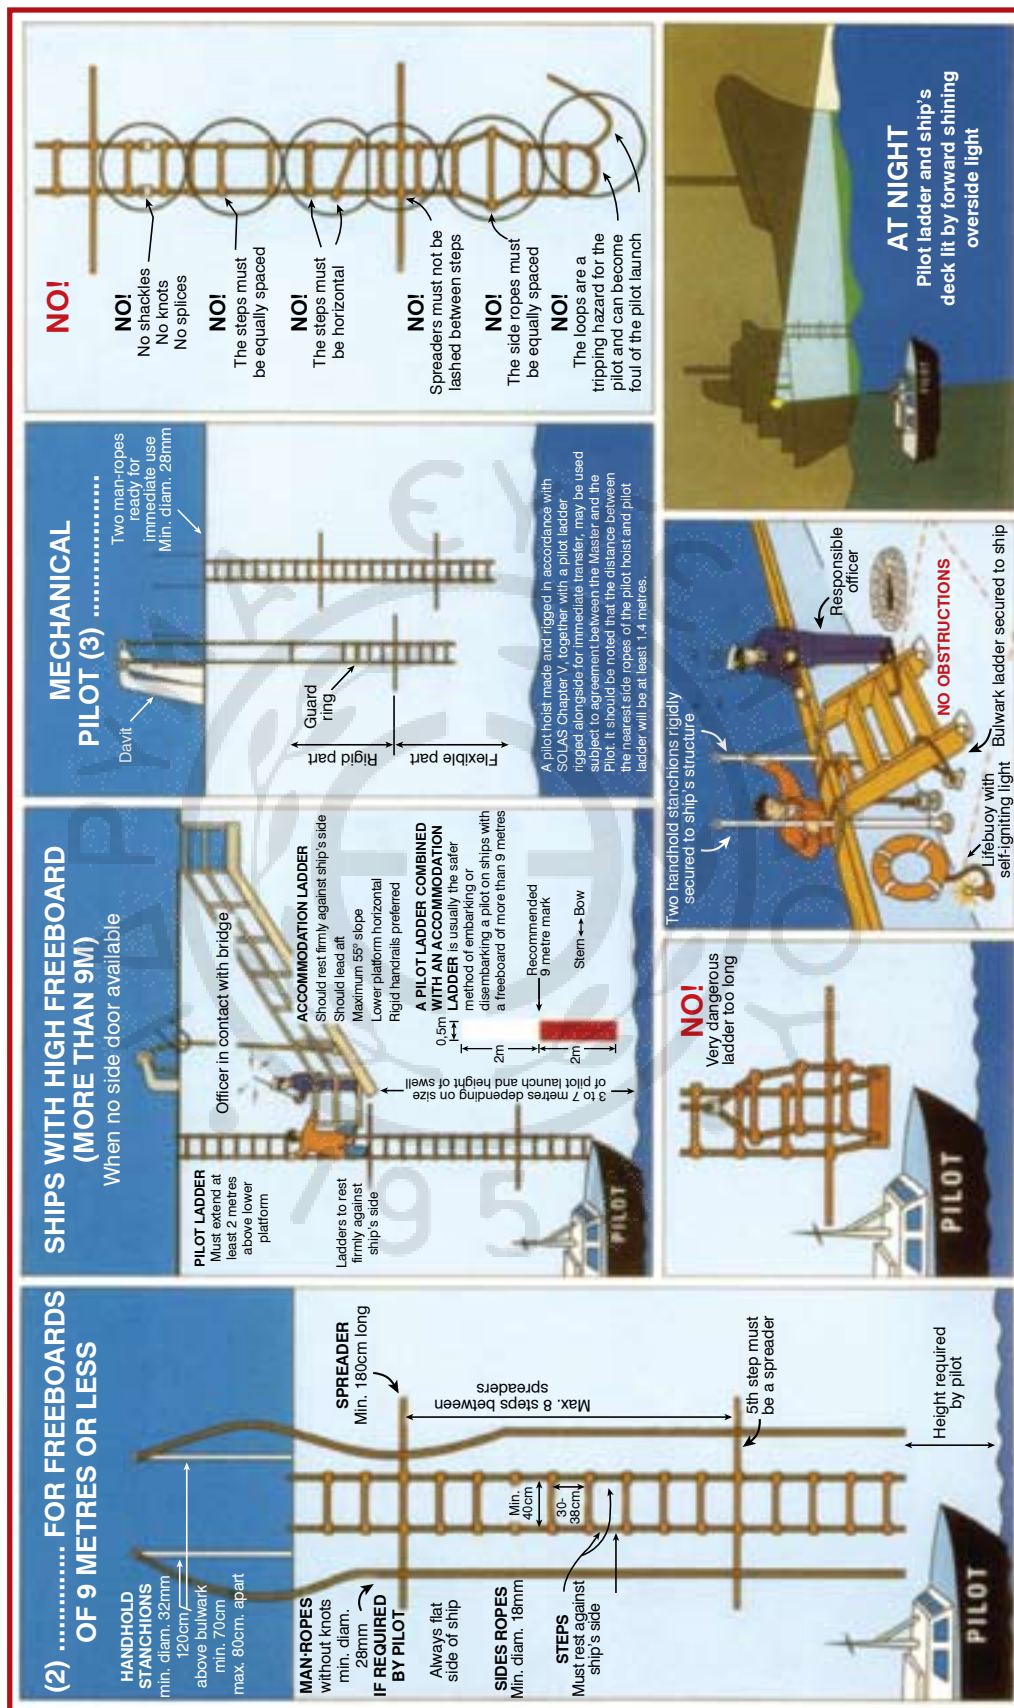 (2) ............. FOR FREEBOARDS
OF 9 METRES OR LESS
HANDHOLD
STANCHIONS
min. diam. 32mm
120cm
above bulwark
min. 70cm
max. 80cm. apart
MAN-ROPES
without knots
min. diam.
28mm
IF REQUIRED
BY PILOT
Always flat
side of ship
SIDES ROPES
Min. diam. 18mm
STEPS
Must rest against
ship's side
SPREADER
Min. 180cm long
Max. 8 steps between
spreaders
Min.
40cm
30-
38cm
5th step must
be a spreader
Height required
by pilot
PILOT
SHIPS WITH HIGH FREEBOARD
(MORE THAN 9M)
When no side door available
Officer in contact with bridge
PILOT LADDER
Must extend at
least 2 metres
above lower
platform
Ladders to rest
firmly against
ship's side
ACCOMMODATION LADDER
Should rest firmly against ship's side
Should lead aft
Maximum 55° slope
Lower platform horizontal
Rigid handrails preferred
A PILOT LADDER COMBINED
WITH AN ACCOMMODATION
LADDER is usually the safer
method of embarking or
disembarking a pilot on ships with
a freeboard of more than 9 metres
0,5m
2m
2m
Recommended
9 metre mark
Stern Bow
3 to 7 metres depending on size
of pilot launch and height of swell
PILOT
MECHANICAL
PILOT (3) .................
Davit
Two man-ropes
ready for
immediate use
Min. diam. 28mm
Guard
ring
Rigid part
Flexible part
A pilot hoist made and rigged in accordance with
SOLAS Chapter V, together with a pilot ladder
rigged alongside for immediate transfer, may be used
subject to agreement between the Master and the
Pilot. It should be noted that the distance between
the nearest side ropes of the pilot hoist and pilot
ladder will be at least 1.4 metres.
NO!
NO!
No shackles
No knots
No splices
NO!
The steps must
be equally spaced
NO!
The steps must
be horizontal
NO!
Spreaders must not be
lashed between steps
NO!
The side ropes must
be equally spaced
NO!
The loops are a
tripping hazard for the
pilot and can become
foul of the pilot launch
NO!
Very dangerous
ladder too long
PILOT
Two handhold stanchions rigidly
secured to ship's structure
Responsible
officer
NO OBSTRUCTIONS
Bulwark ladder secured to ship
Lifebuoy with
self-igniting light
AT NIGHT
Pilot ladder and ship's
deck lit by forward shining
overside light